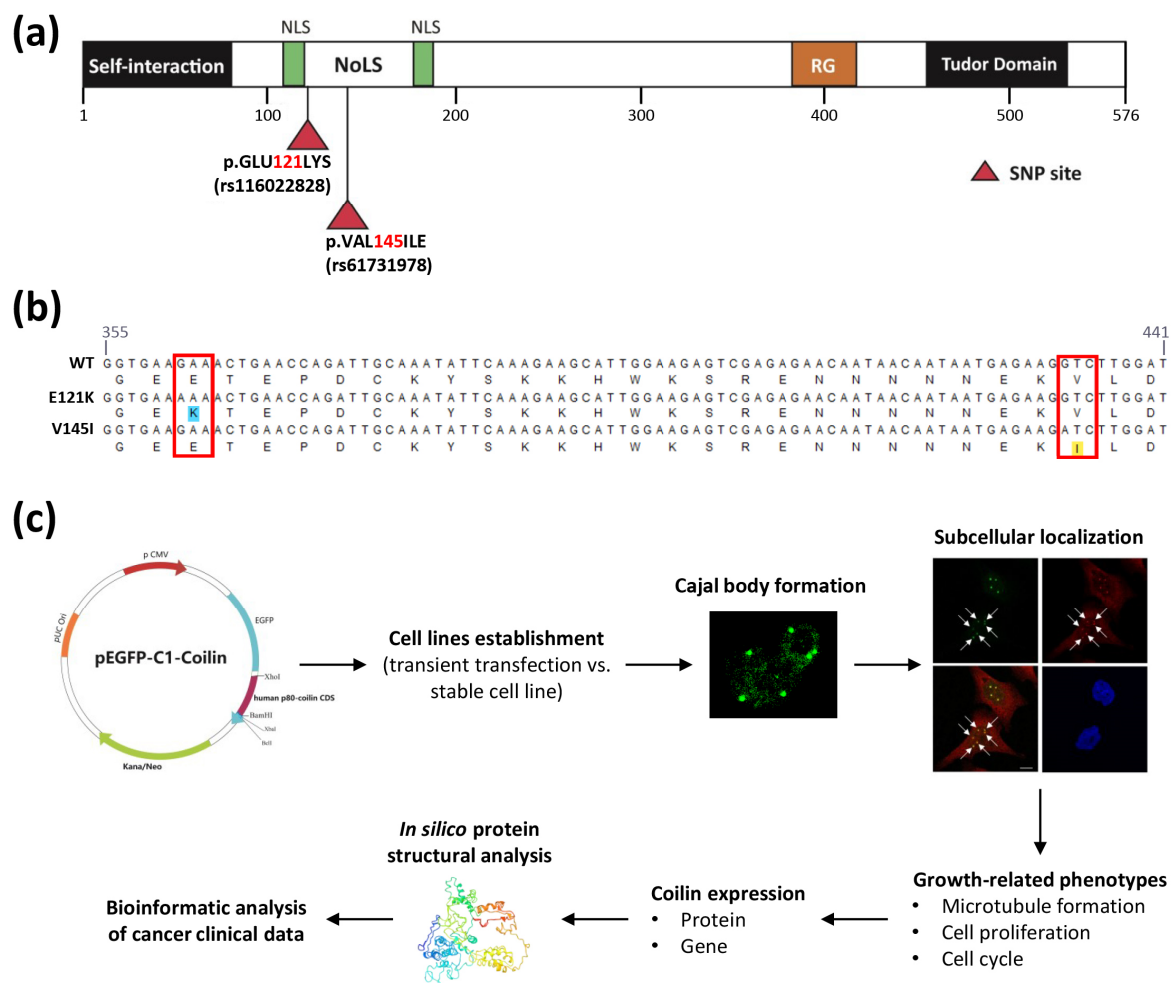 (a)
NLS NLS
Self-interaction NoLS RG Tudor Domain
1 100 200 300 400 500 576
p.GLU121LYS
(rs116022828)
SNP site
p.VAL145ILE
(rs61731978)
(b)
355 441
WT GGTGAAGAAACTGAACCAGATTGCAAATATTCAAAGAAGCATTGGAAGAGTCGAGAGAACAATAACAATAATGAGAAGGTCTTGGAT
G E E T E P D C K Y S K K H W K S R E N N N N E K V L D
E121K GGTGAAAAAACTGAACCAGATTGCAAATATTCAAAGAAGCATTGGAAGAGTCGAGAGAACAATAACAATAATGAGAAGGTCTTGGAT
G E K T E P D C K Y S K K H W K S R E N N N N E K V L D
V145I GGTGAAGAAACTGAACCAGATTGCAAATATTCAAAGAAGCATTGGAAGAGTCGAGAGAACAATAACAATAATGAGAAGATCTTGGAT
G E E T E P D C K Y S K K H W K S R E N N N N E K I L D
(c)
p CMV
EGFP
pUC Ori
pEGFP-C1-Coilin
XhoI
human p80-coilin CDS
BamHI
XbaI
Kana/Neo
Cell lines establishment
(transient transfection vs.
stable cell line)
Cajal body formation
Subcellular localization
Growth-related phenotypes
• Microtubule formation
• Cell proliferation
• Cell cycle
Coilin expression
• Protein
• Gene
In silico protein
structural analysis
Bioinformatic analysis
of cancer clinical data